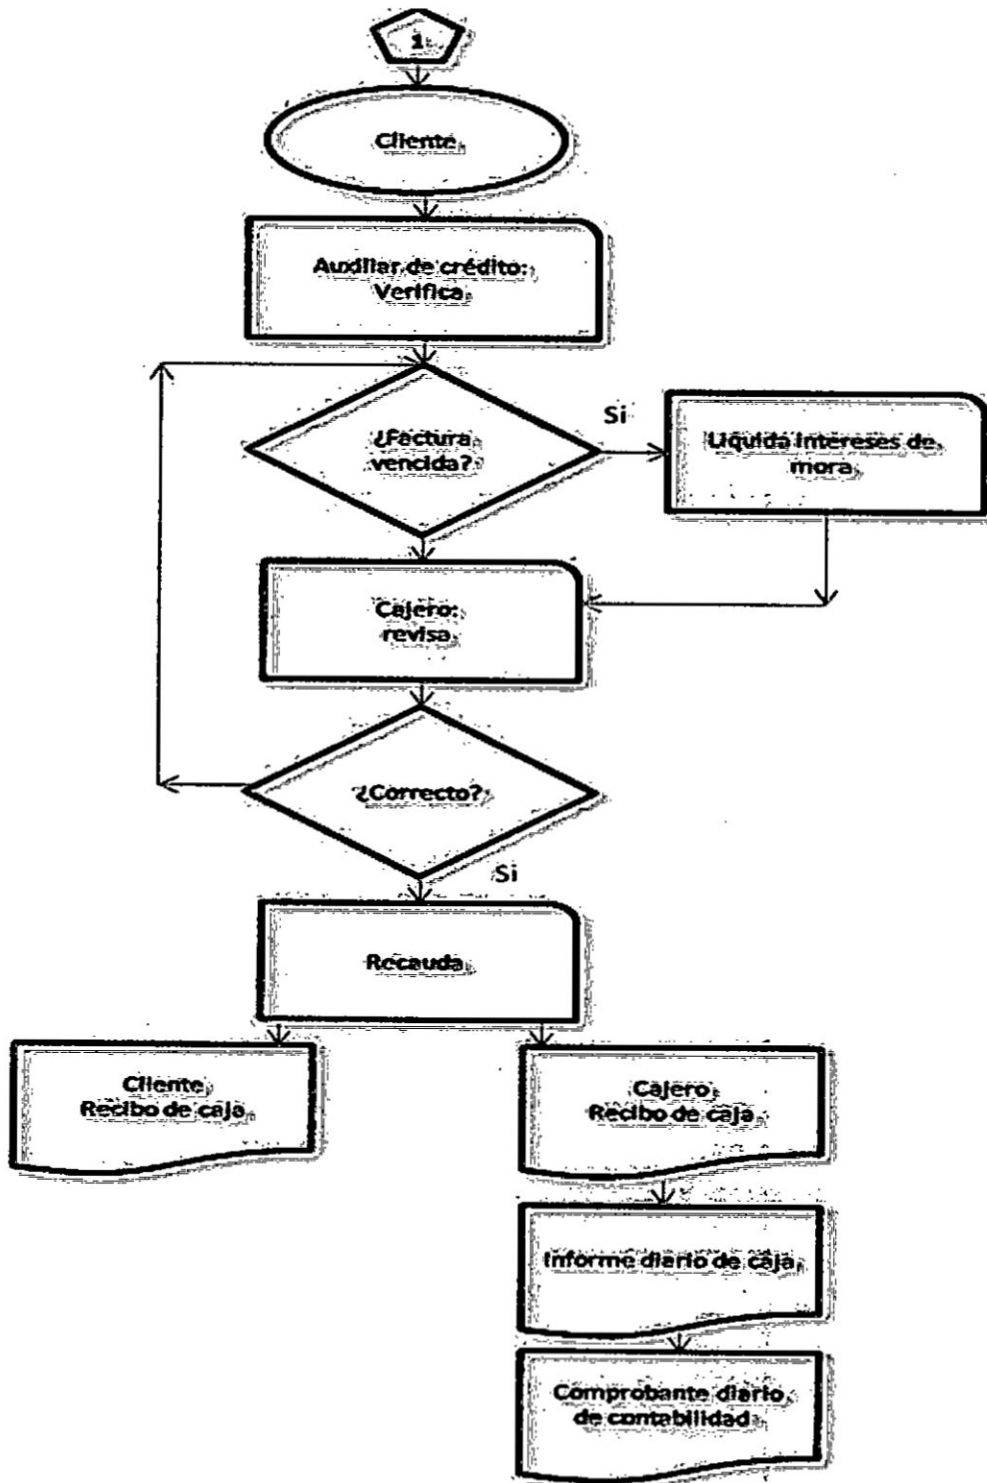 1
Cliente
Auxiliar de crédito:
Verifica
¿Factura
vencida?
Si
Liquida intereses de
mora
Cajero:
revisa
¿Correcto?
Si
Recauda
Cliente
Recibo de caja
Cajero
Recibo de caja
Informe diario de caja
Comprobante diario
de contabilidad